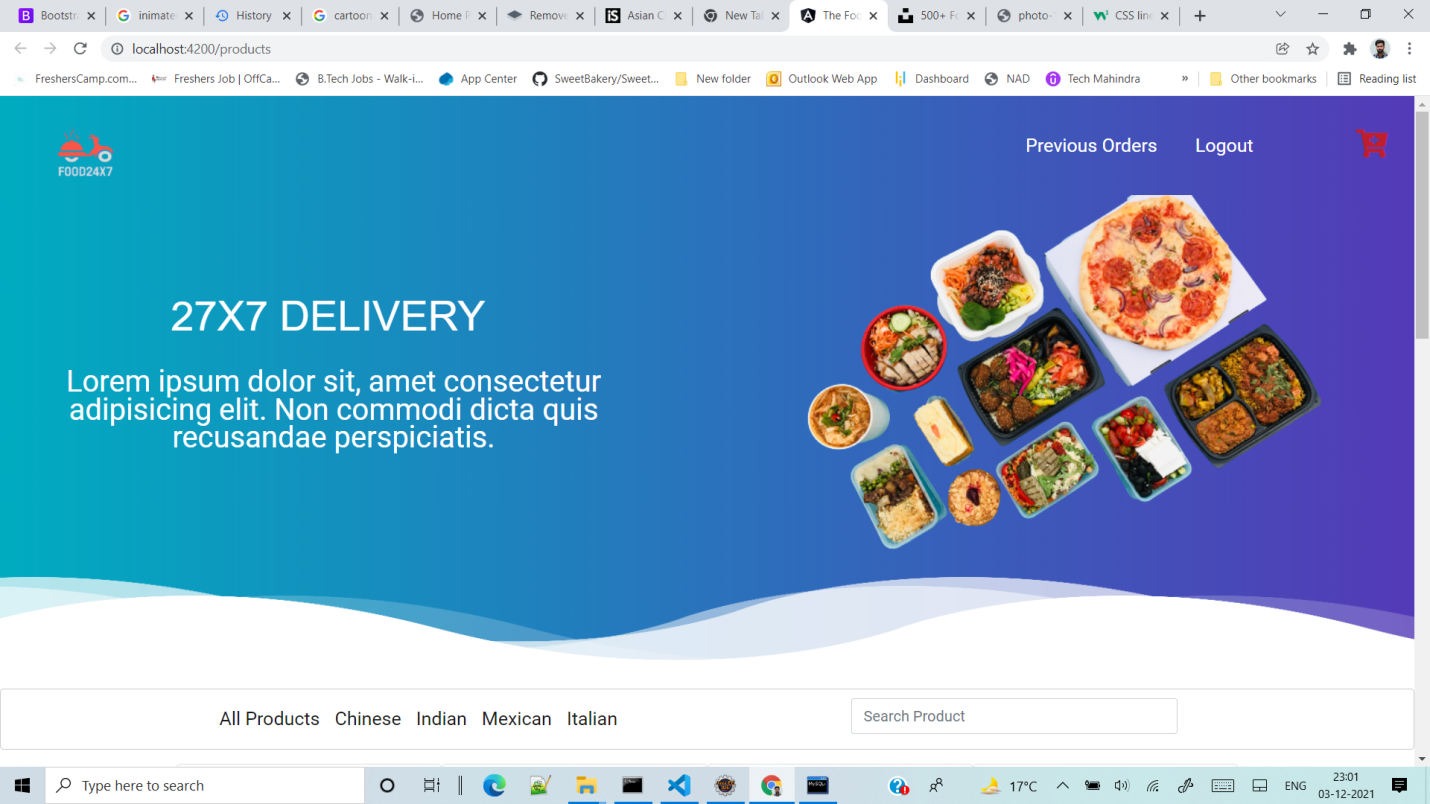 Bootstra
inimate
History
cartoon
Home P
Remove
Asian C
New Tal
The Foo
500+ Fo
photo-
CSS line
localhost:4200/products
FreshersCamp.com...
Freshers Job | OffCa...
B.Tech Jobs - Walk-i...
App Center
SweetBakery/Sweet...
New folder
Outlook Web App
Dashboard
NAD
Tech Mahindra
»
Other bookmarks
Reading list
FOOD24X7
Previous Orders
Logout
27X7 DELIVERY
Lorem ipsum dolor sit, amet consectetur
adipisicing elit. Non commodi dicta quis
recusandae perspiciatis.
All Products Chinese Indian Mexican Italian
Search Product
Type here to search
17°C
ENG
23:01
03-12-2021